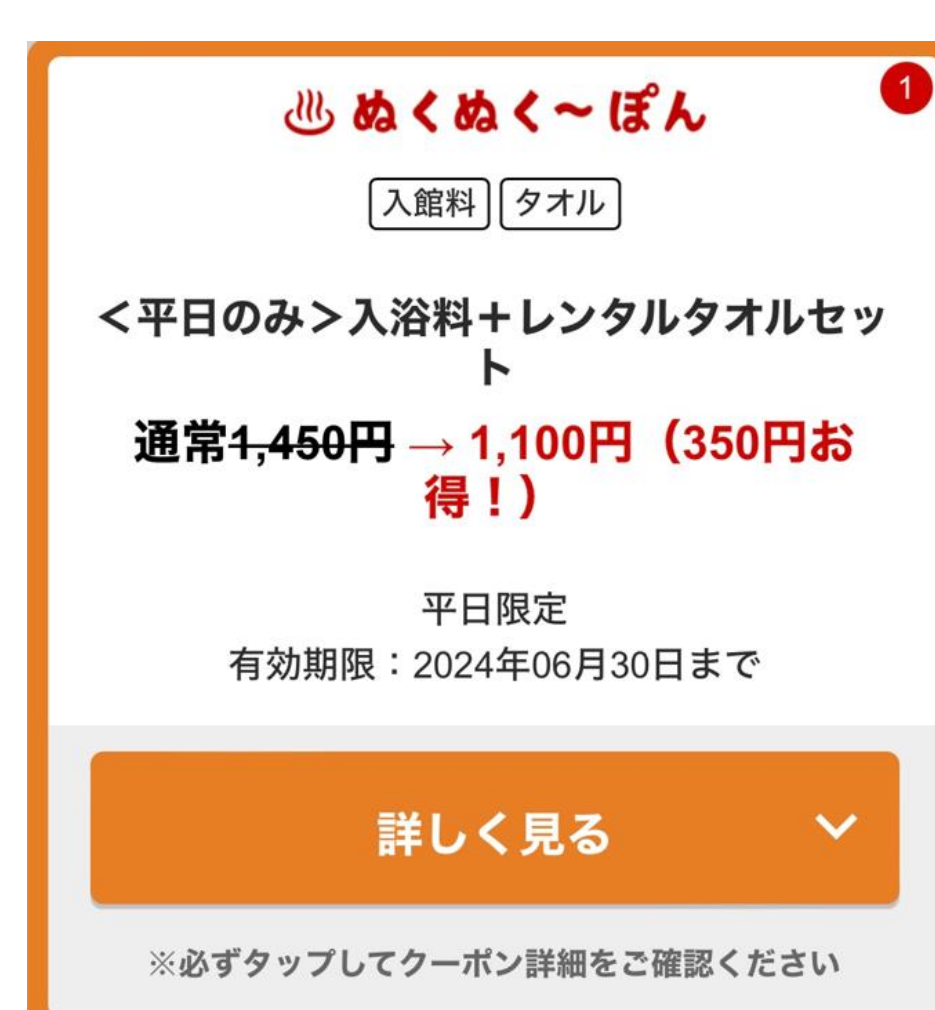 ♨ ぬくぬく～ぽん
1
入館料 タオル
＜平日のみ＞入浴料＋レンタルタオルセッ
ト
通常1,450円 → 1,100円（350円お
得！）
平日限定
有効期限：2024年06月30日まで
詳しく見る
※必ずタップしてクーポン詳細をご確認ください